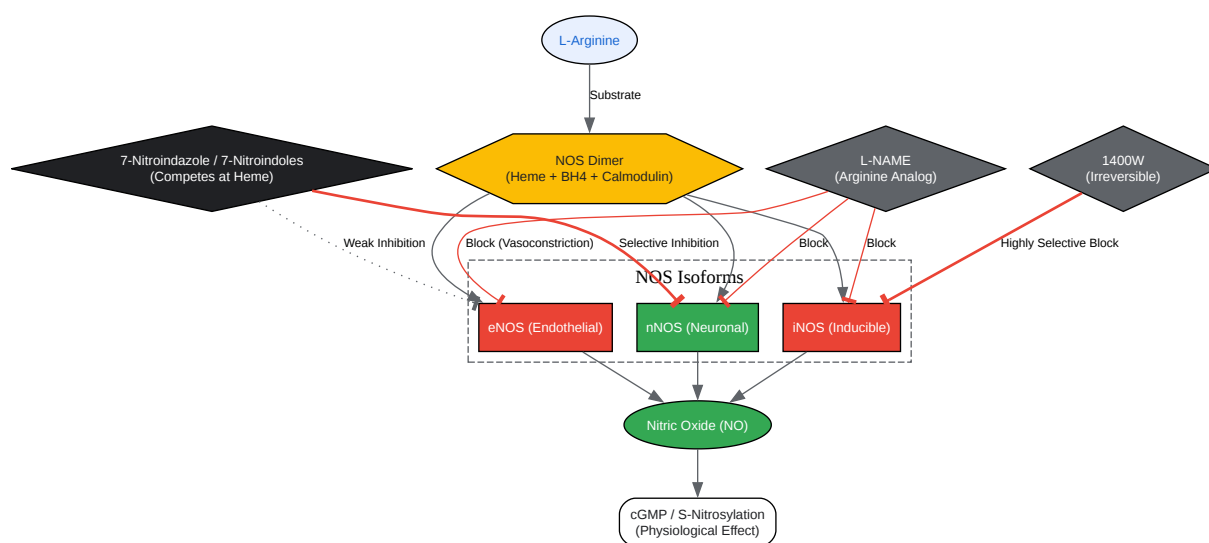 L-Arginine
Substrate
7-Nitroindazole / 7-Nitroindoles
(Competes at Heme)
NOS Dimer
(Heme + BH4 + Calmodulin)
L-NAME
(Arginine Analog)
1400W
(Irreversible)
Weak Inhibition
Block (Vasoconstriction)
Selective Inhibition
Block
Block
Highly Selective Block
NOS Isoforms
eNOS (Endothelial)
nNOS (Neuronal)
iNOS (Inducible)
Nitric Oxide (NO)
cGMP / S-Nitrosylation
(Physiological Effect)